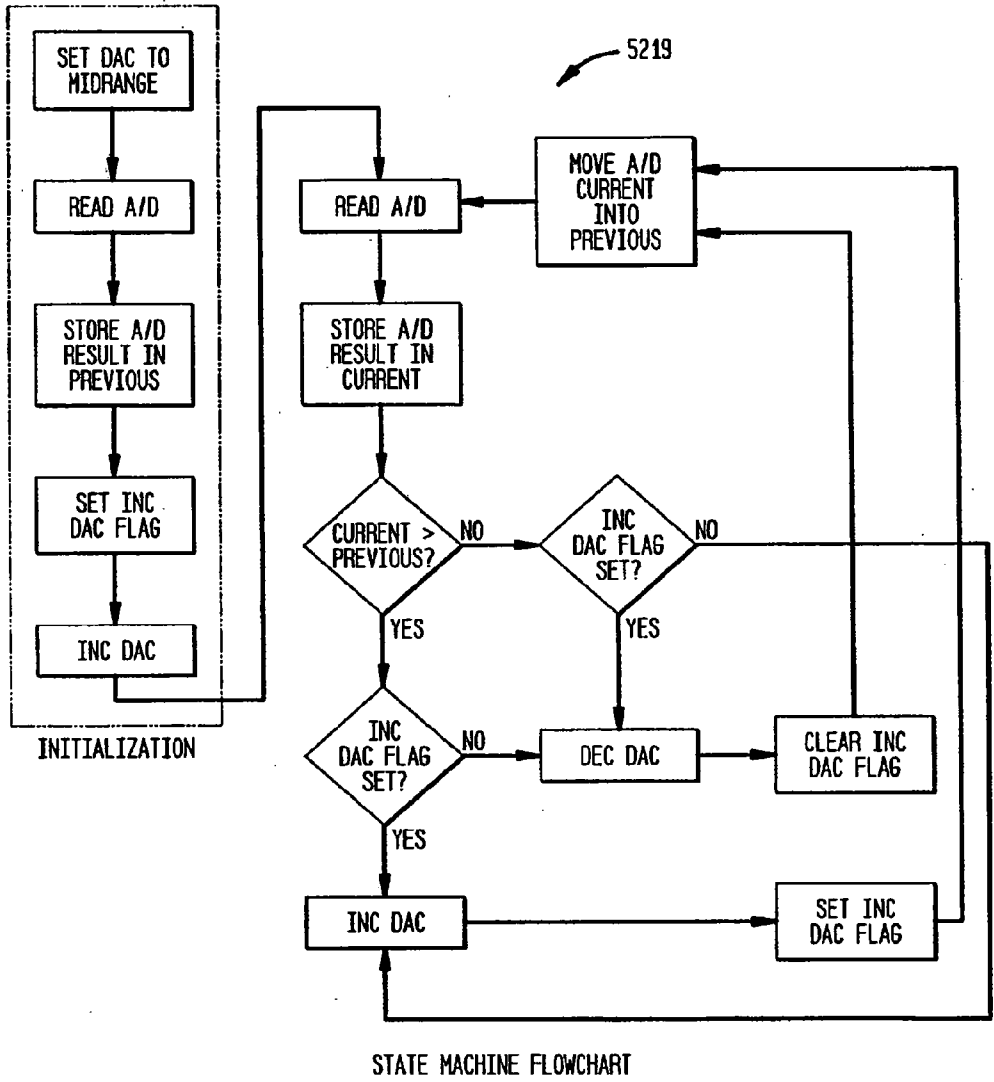 SET DAC TO
MIDRANGE
READ A/D
STORE A/D
RESULT IN
PREVIOUS
SET INC
DAC FLAG
INC DAC
INITIALIZATION
5219
READ A/D
MOVE A/D
CURRENT
INTO
PREVIOUS
STORE A/D
RESULT IN
CURRENT
CURRENT >
PREVIOUS?
NO
YES
INC
DAC FLAG
SET?
NO
YES
INC
DAC FLAG
SET?
NO
YES
DEC DAC
CLEAR INC
DAC FLAG
INC DAC
SET INC
DAC FLAG
STATE MACHINE FLOWCHART